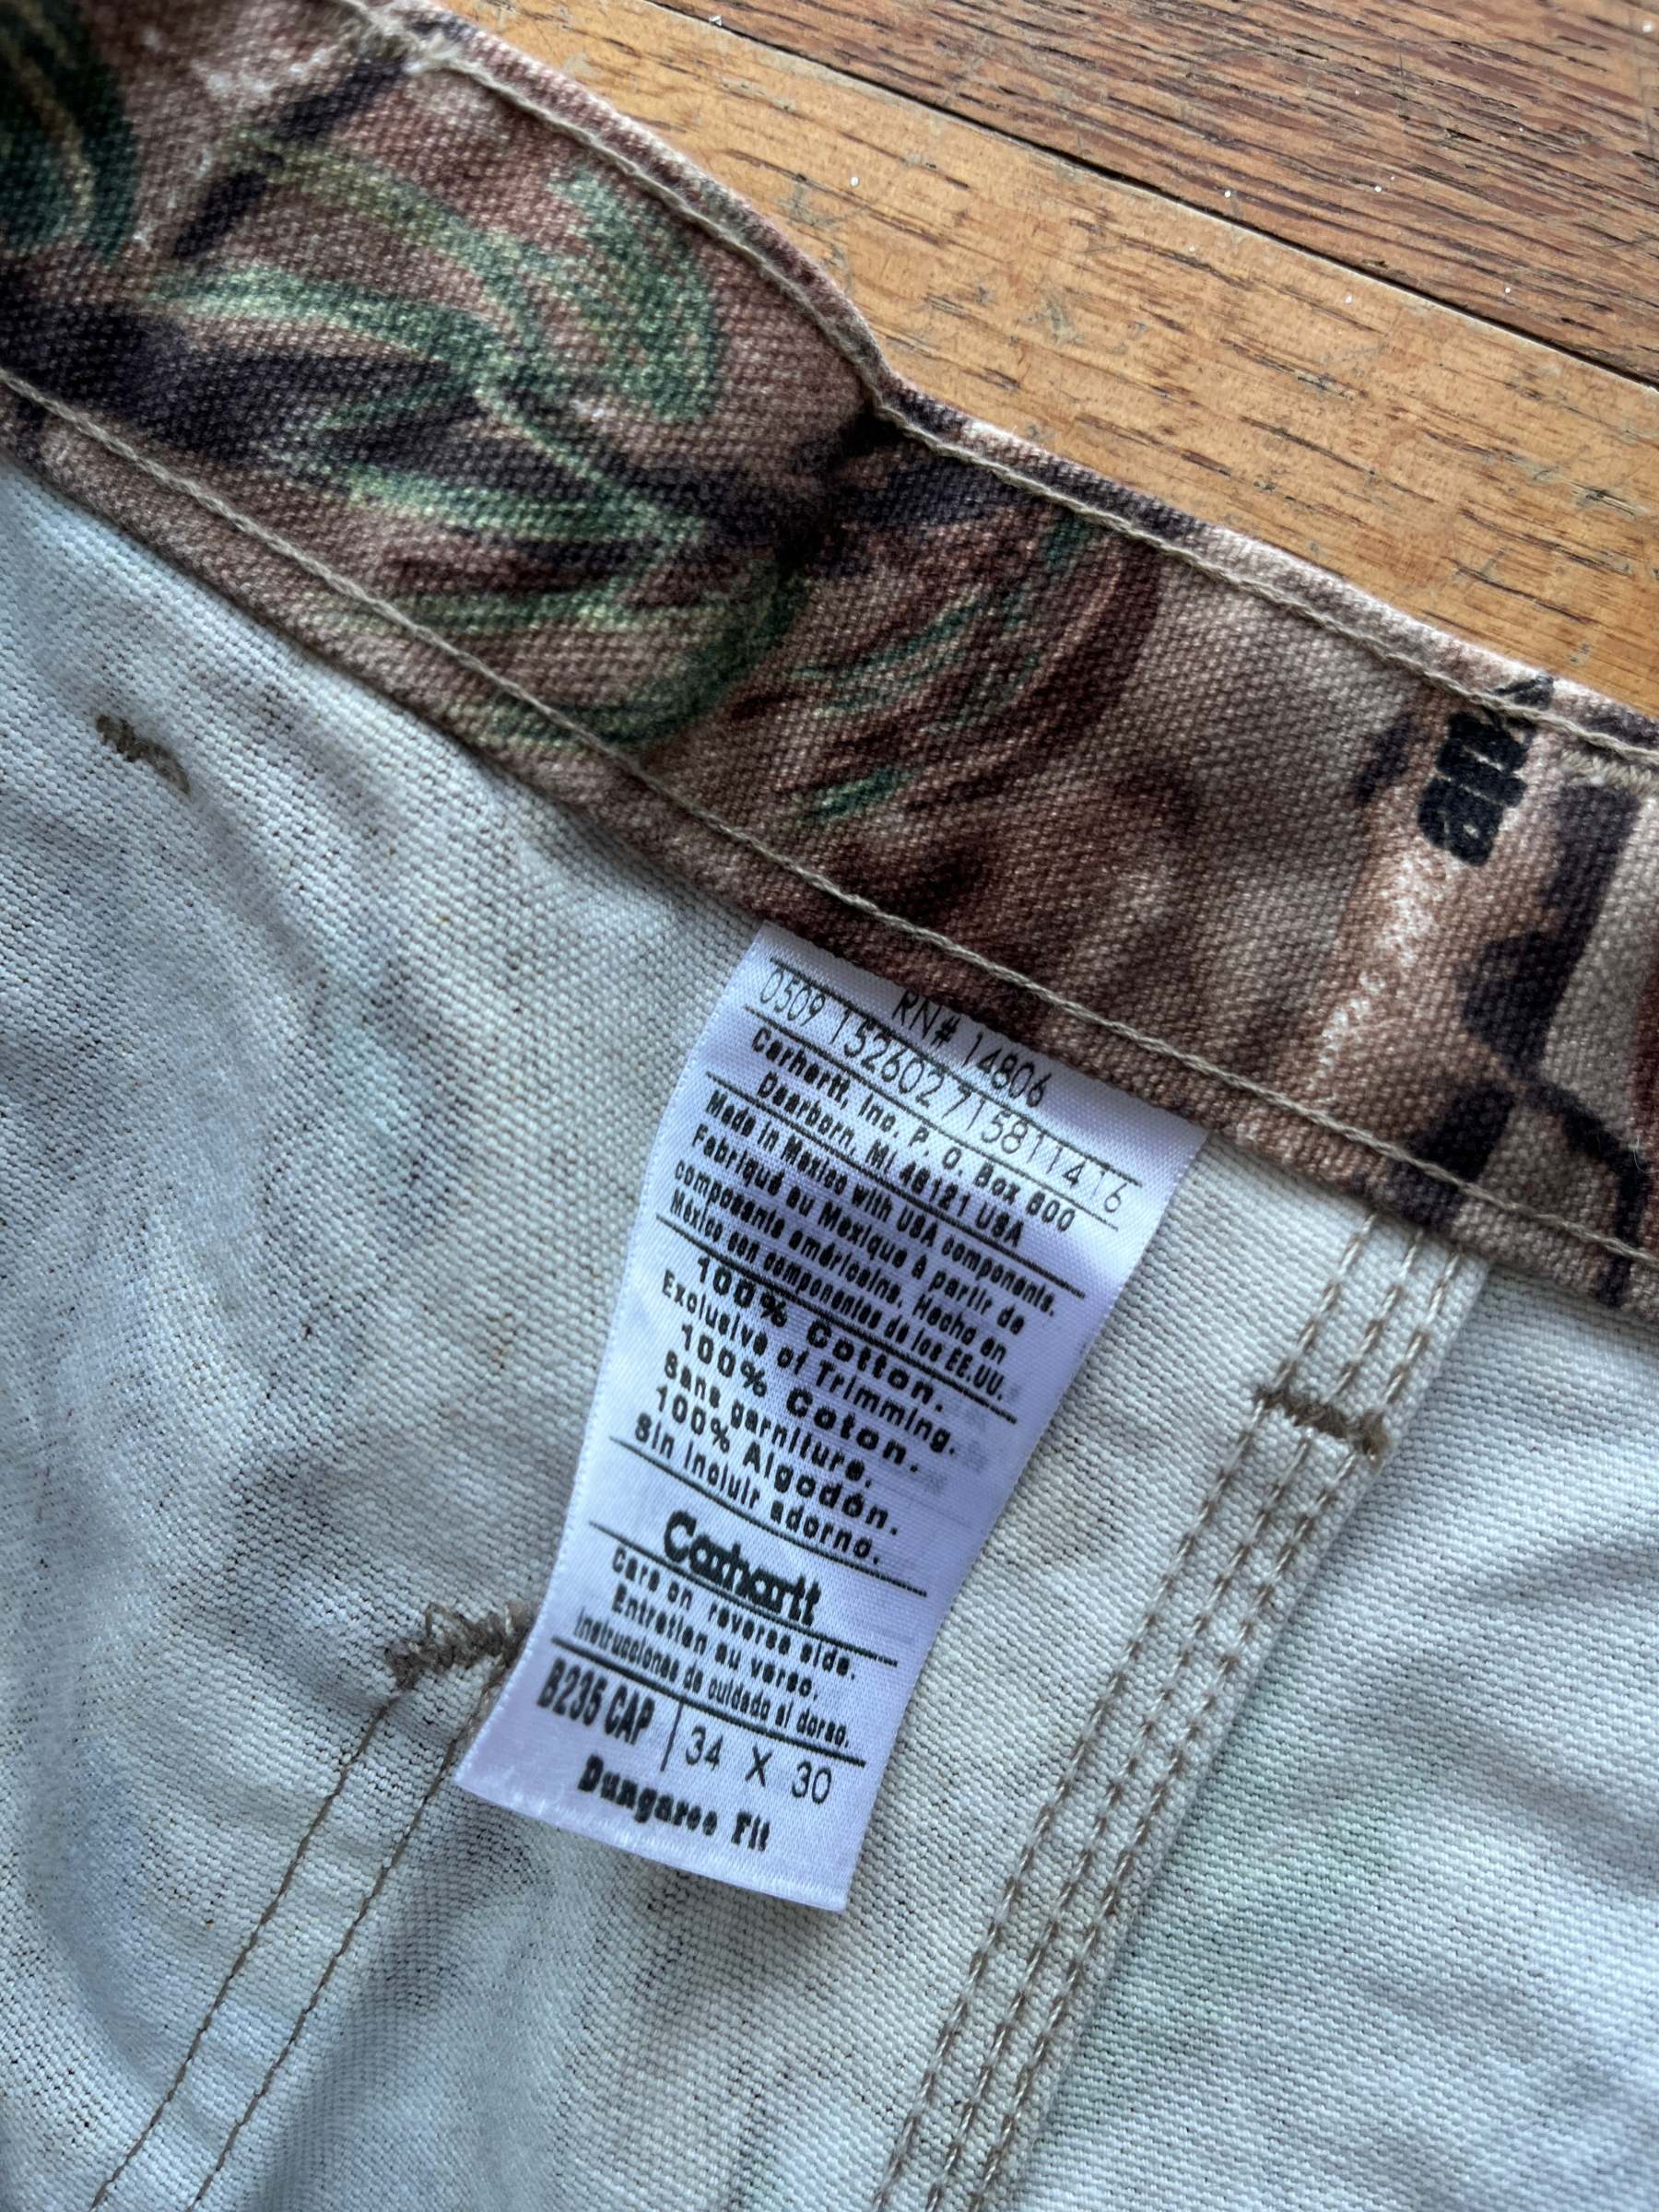 RN# 14806
0509 1526027158114 16
Carhartt, Inc. P. O. Box 600
Dearborn, MI 48121 USA
Made in Mexico with USA components.
Fabriqué au Mexique à partir de
composants américains. Hecho en
México con componentes de los EE.UU.
100% Cotton.
Exclusive of Trimming.
100% Coton.
Sans garniture.
100% Algodón.
Sin incluir adorno.
Carhartt
Care on reverse side.
Entretien au verso.
Instrucciones de cuidado al dorso.
B235 CAP | 34 X 30
Dungaree Fit